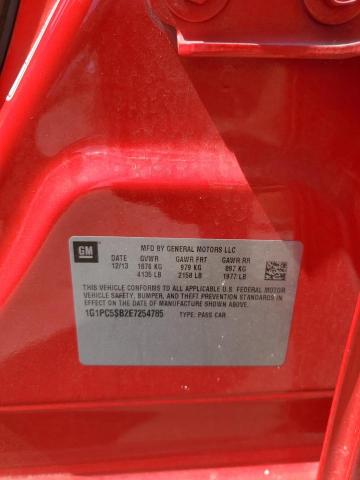 GM
MFD BY GENERAL MOTORS LLC
DATE GVWR GAWR FRT GAWR RR
12/13 1876 KG 979 KG 897 KG
4135 LB 2158 LB 1977 LB
THIS VEHICLE CONFORMS TO ALL APPLICABLE U.S. FEDERAL MOTOR
VEHICLE SAFETY, BUMPER, AND THEFT PREVENTION STANDARDS IN
EFFECT ON THE DATE OF MANUFACTURE SHOWN ABOVE.
1G1PC5SB2E7254785 TYPE: PASS CAR